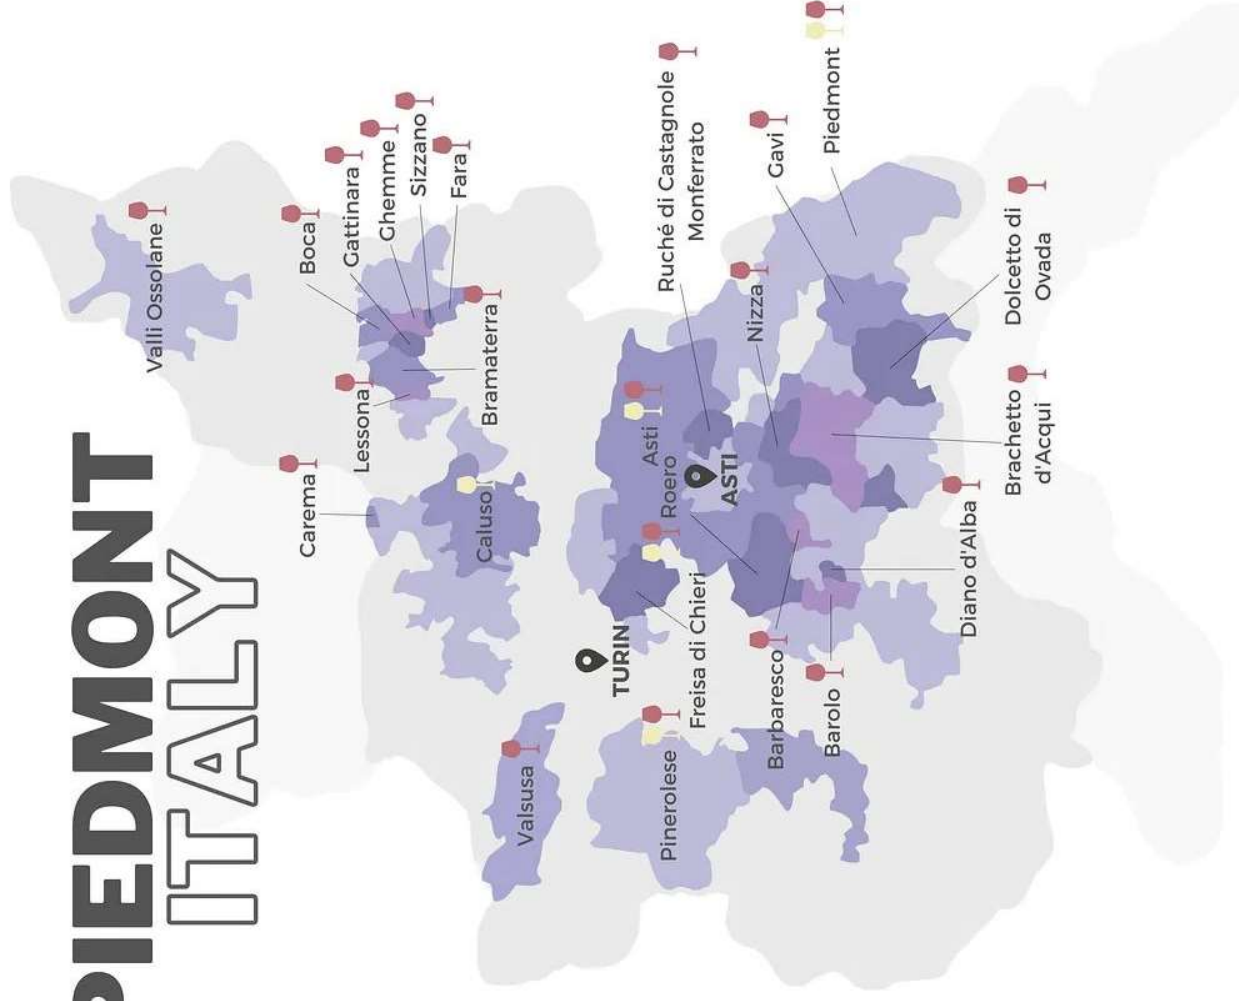 PIEDMONT
ITALY
Valli Ossolane
Carema
Boca
Lessona
Gattinara
Ghemme
Sizzano
Fara
Bramaterra
Caluso
Valsusa
TURIN
Asti
Roero
Freisa di Chieri
Pinerolese
Ruché di Castagnole
Monferrato
ASTI
Nizza
Gavi
Piedmont
Barbaresco
Barolo
Diano d'Alba
Brachetto
d'Acqui
Dolcetto di
Ovada